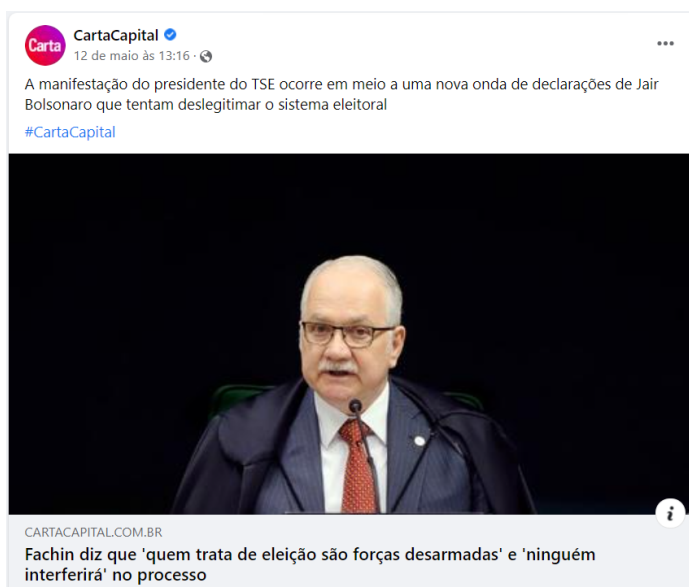 Carta
CartaCapital
12 de maio às 13:16 ·
A manifestação do presidente do TSE ocorre em meio a uma nova onda de declarações de Jair
Bolsonaro que tentam deslegitimar o sistema eleitoral
#CartaCapital
i
CARTACAPITAL.COM.BR
Fachin diz que 'quem trata de eleição são forças desarmadas' e 'ninguém
interferirá' no processo